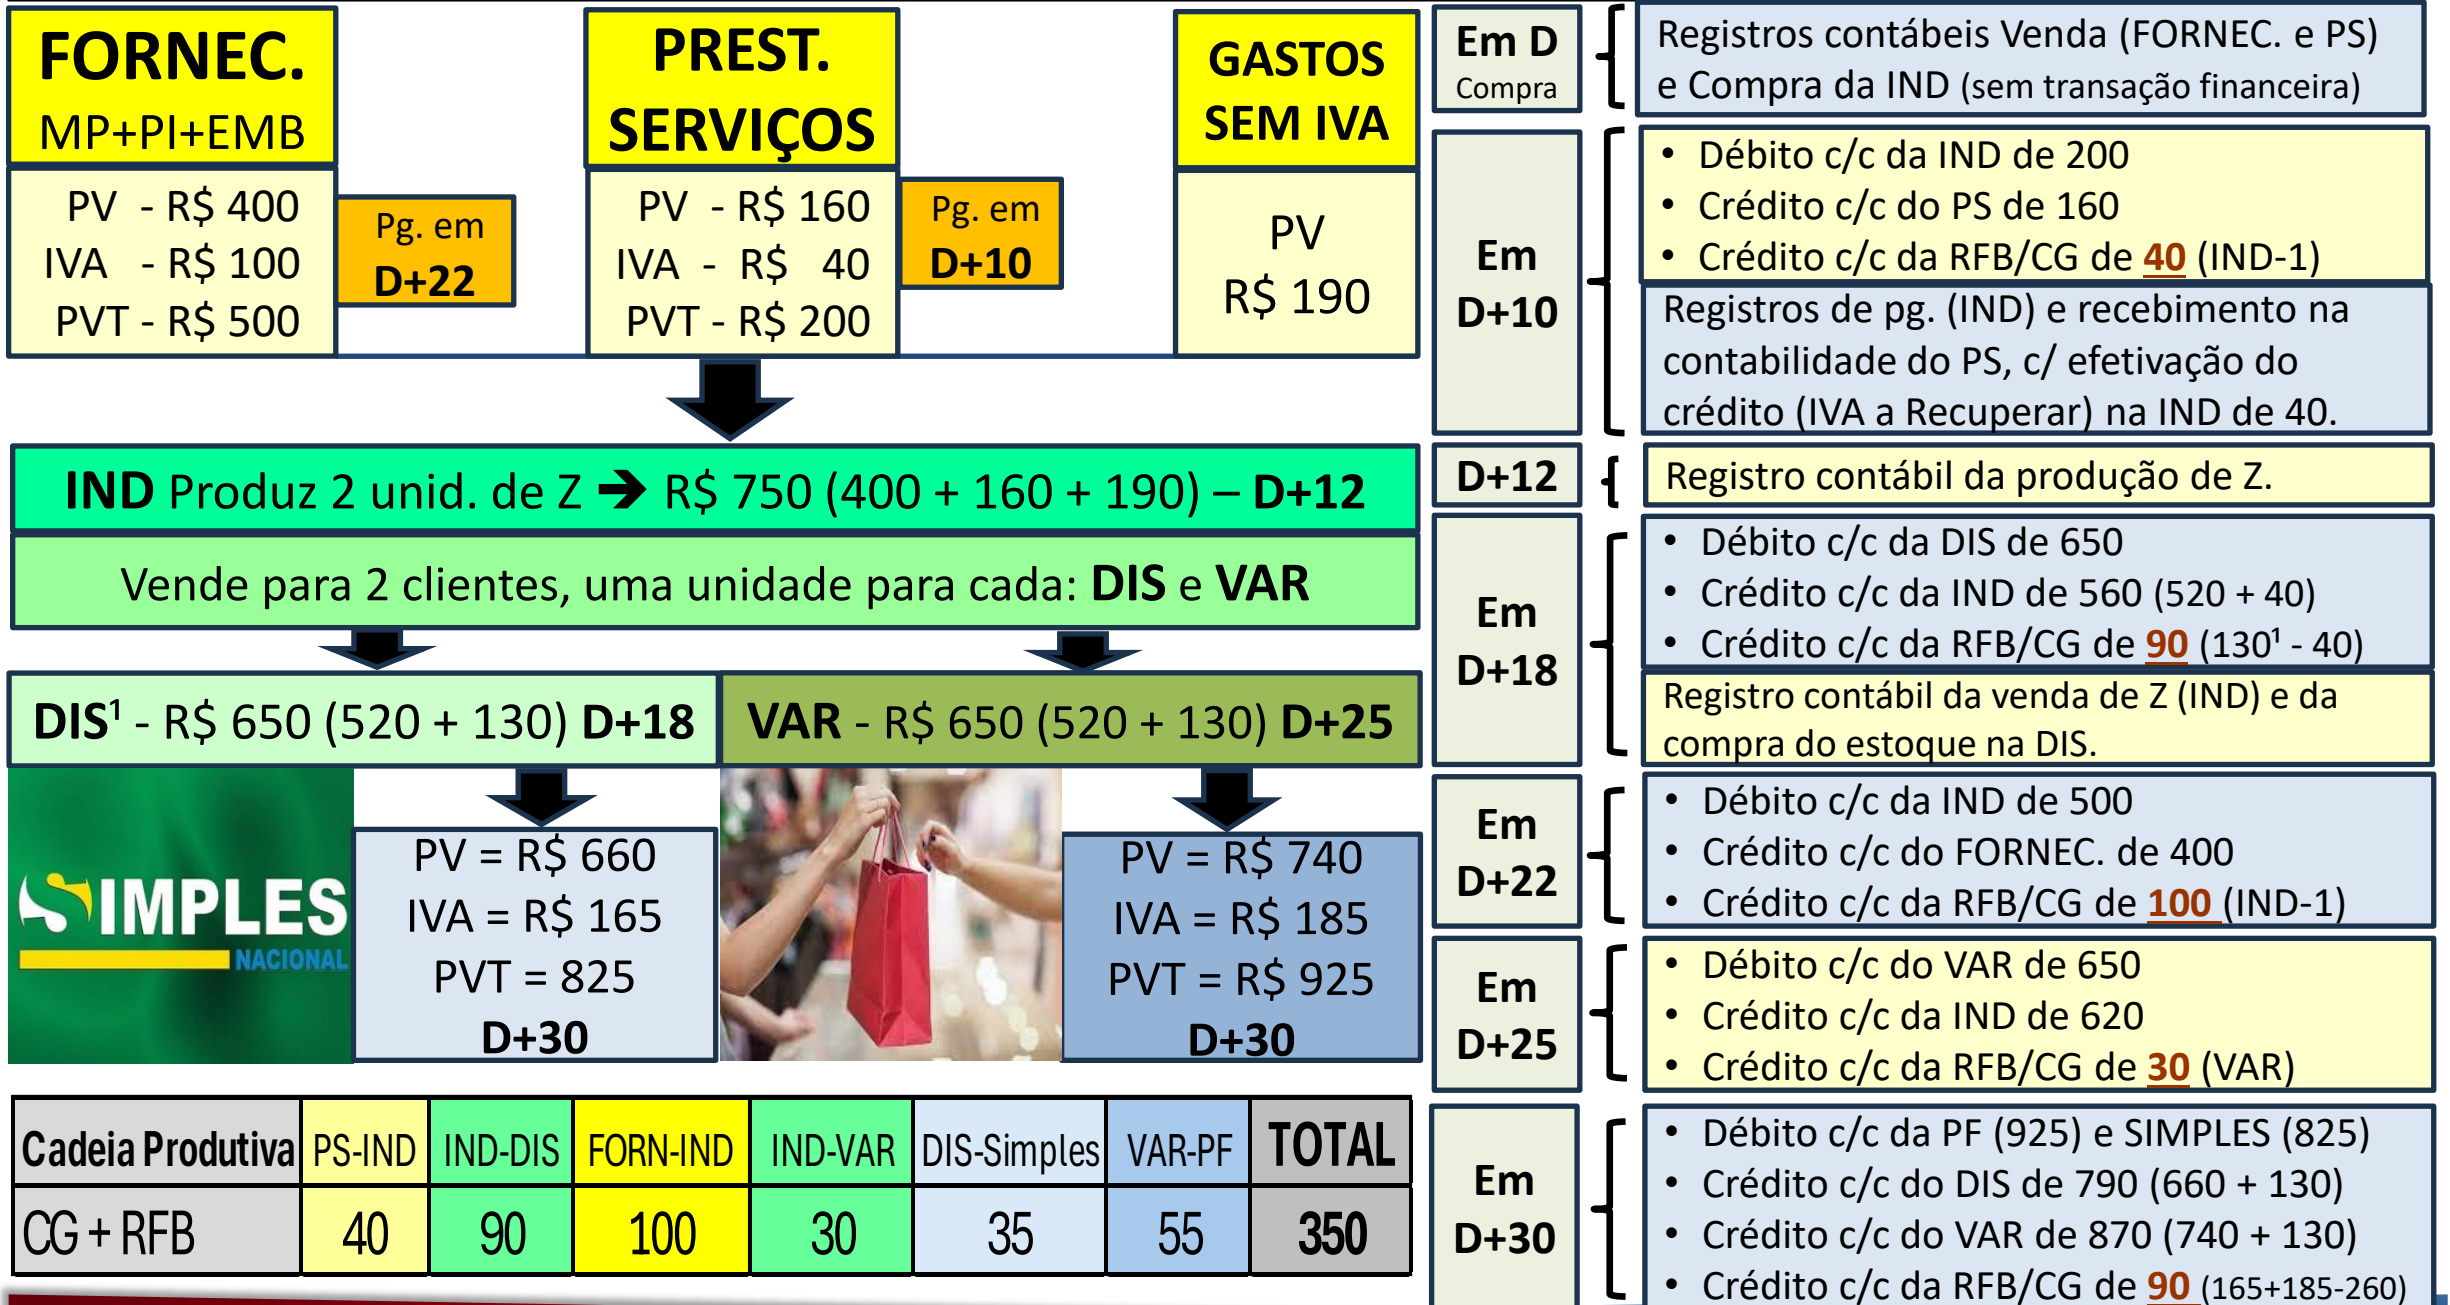 FORNEC.
MP+PI+EMB
PV - R$ 400
IVA - R$ 100
PVT - R$ 500
Pg. em
D+22
PREST.
SERVIÇOS
PV - R$ 160
IVA - R$ 40
PVT - R$ 200
Pg. em
D+10
GASTOS
SEM IVA
PV
R$ 190
IND Produz 2 unid. de Z ➔ R$ 750 (400 + 160 + 190) – D+12
Vende para 2 clientes, uma unidade para cada: DIS e VAR
DIS¹ - R$ 650 (520 + 130) D+18
VAR - R$ 650 (520 + 130) D+25
SIMPLES
NACIONAL
PV = R$ 660
IVA = R$ 165
PVT = 825
D+30
PV = R$ 740
IVA = R$ 185
PVT = R$ 925
D+30
Cadeia Produtiva PS-IND IND-DIS FORN-IND IND-VAR DIS-Simples VAR-PF TOTAL
CG + RFB 40 90 100 30 35 55 350
Em D
Compra
Registros contábeis Venda (FORNEC. e PS)
e Compra da IND (sem transação financeira)
Em
D+10
• Débito c/c da IND de 200
• Crédito c/c do PS de 160
• Crédito c/c da RFB/CG de 40 (IND-1)
Registros de pg. (IND) e recebimento na
contabilidade do PS, c/ efetivação do
crédito (IVA a Recuperar) na IND de 40.
D+12
Registro contábil da produção de Z.
Em
D+18
• Débito c/c da DIS de 650
• Crédito c/c da IND de 560 (520 + 40)
• Crédito c/c da RFB/CG de 90 (130¹ - 40)
Registro contábil da venda de Z (IND) e da
compra do estoque na DIS.
Em
D+22
• Débito c/c da IND de 500
• Crédito c/c do FORNEC. de 400
• Crédito c/c da RFB/CG de 100 (IND-1)
Em
D+25
• Débito c/c do VAR de 650
• Crédito c/c da IND de 620
• Crédito c/c da RFB/CG de 30 (VAR)
Em
D+30
• Débito c/c da PF (925) e SIMPLES (825)
• Crédito c/c do DIS de 790 (660 + 130)
• Crédito c/c do VAR de 870 (740 + 130)
• Crédito c/c da RFB/CG de 90 (165+185-260)